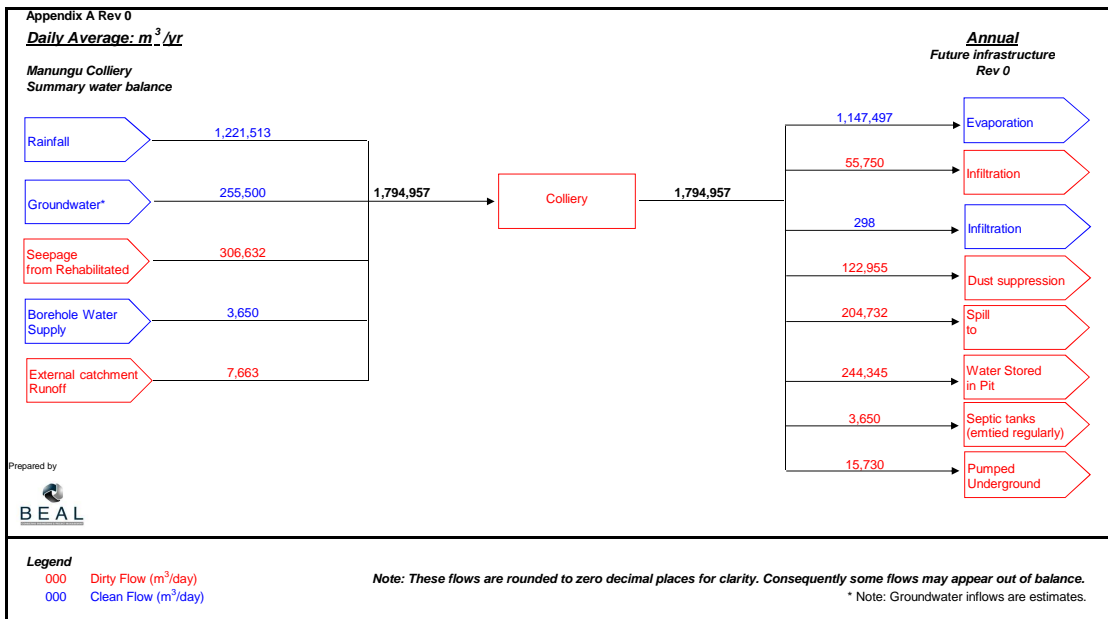 Appendix A Rev 0
Daily Average: m³/yr
Annual
Future infrastructure
Rev 0
Manungu Colliery
Summary water balance
Rainfall
1,221,513
Groundwater*
255,500
Seepage
from Rehabilitated
306,632
Borehole Water
Supply
3,650
External catchment
Runoff
7,663
1,794,957
Colliery
1,794,957
1,147,497
Evaporation
55,750
Infiltration
298
Infiltration
122,955
Dust suppression
204,732
Spill
to
244,345
Water Stored
in Pit
3,650
Septic tanks
(emtied regularly)
15,730
Pumped
Underground
Prepared by
BEAL
Legend
000 Dirty Flow (m³/day)
000 Clean Flow (m³/day)
Note: These flows are rounded to zero decimal places for clarity. Consequently some flows may appear out of balance.
* Note: Groundwater inflows are estimates.